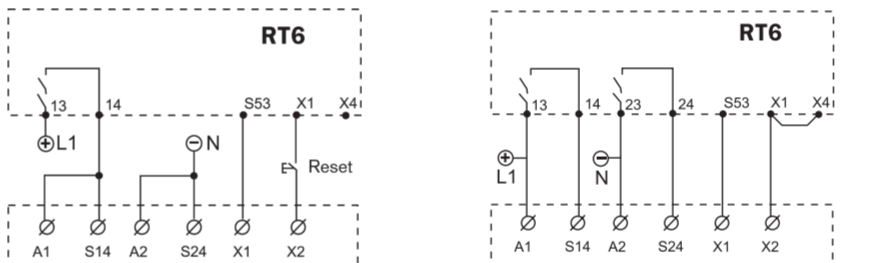 RT6
13 14 S53 X1 X4
L1 N Reset
A1 S14 A2 S24 X1 X2
RT6
13 14 23 24 S53 X1 X4
L1 N
A1 S14 A2 S24 X1 X2